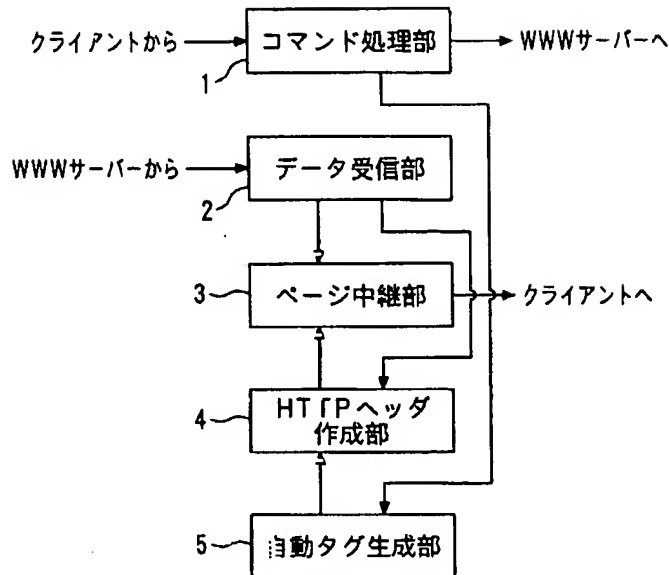 クライアントから
コマンド処理部
WWWサーバーへ
1
WWWサーバーから
データ受信部
2
3
ページ中継部
クライアントへ
4
HTTPヘッダ
作成部
5
自動タグ生成部